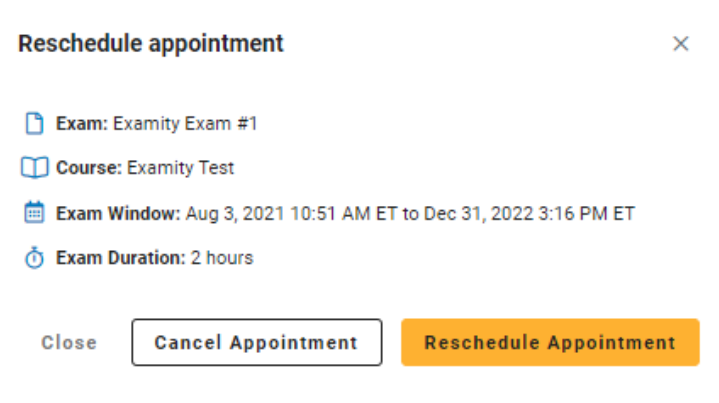 Reschedule appointment
Exam: Examity Exam #1
Course: Examity Test
Exam Window: Aug 3, 2021 10:51 AM ET to Dec 31, 2022 3:16 PM ET
Exam Duration: 2 hours
Close Cancel Appointment Reschedule Appointment